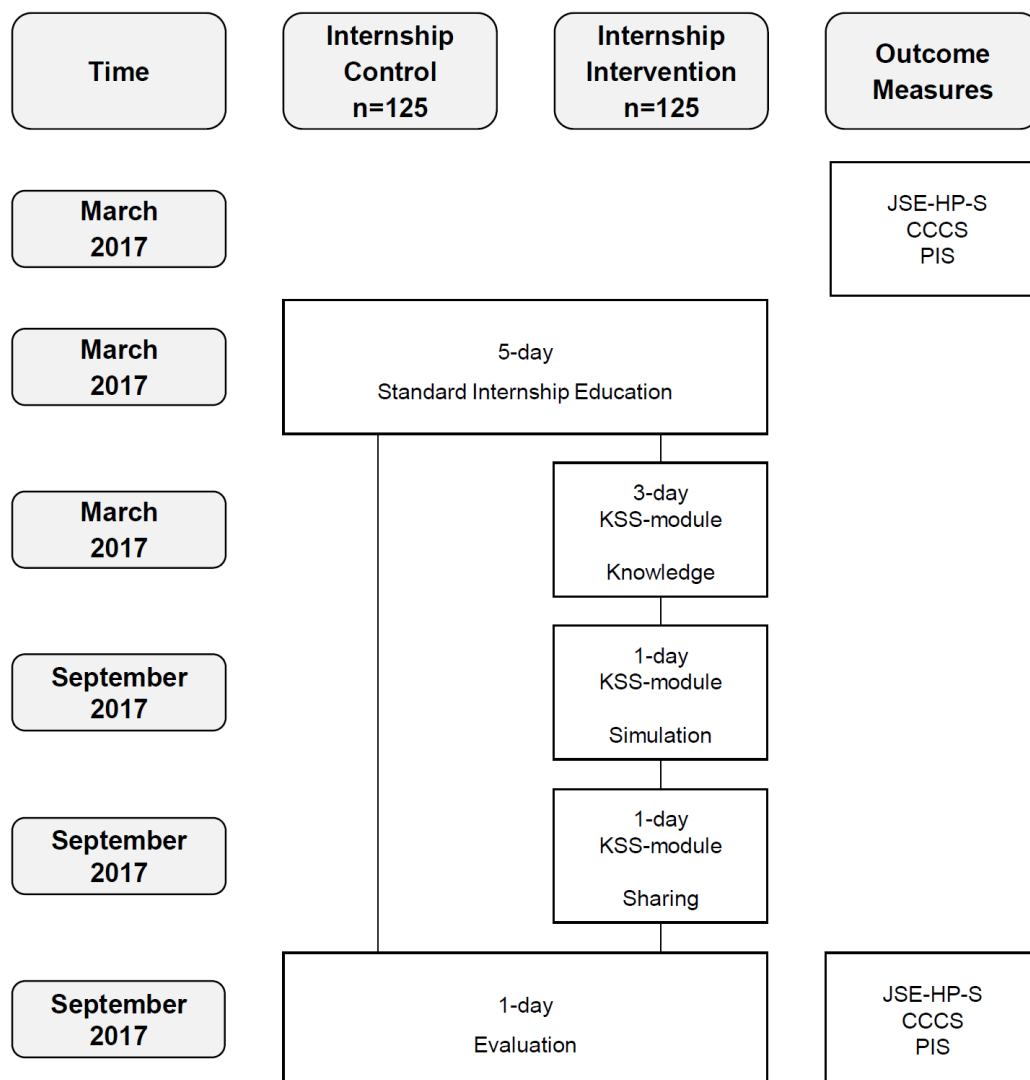 Time
Internship
Control
n=125
Internship
Intervention
n=125
Outcome
Measures
March
2017
JSE-HP-S
CCCS
PIS
March
2017
5-day
Standard Internship Education
March
2017
3-day
KSS-module
Knowledge
September
2017
1-day
KSS-module
Simulation
September
2017
1-day
KSS-module
Sharing
September
2017
1-day
Evaluation
JSE-HP-S
CCCS
PIS